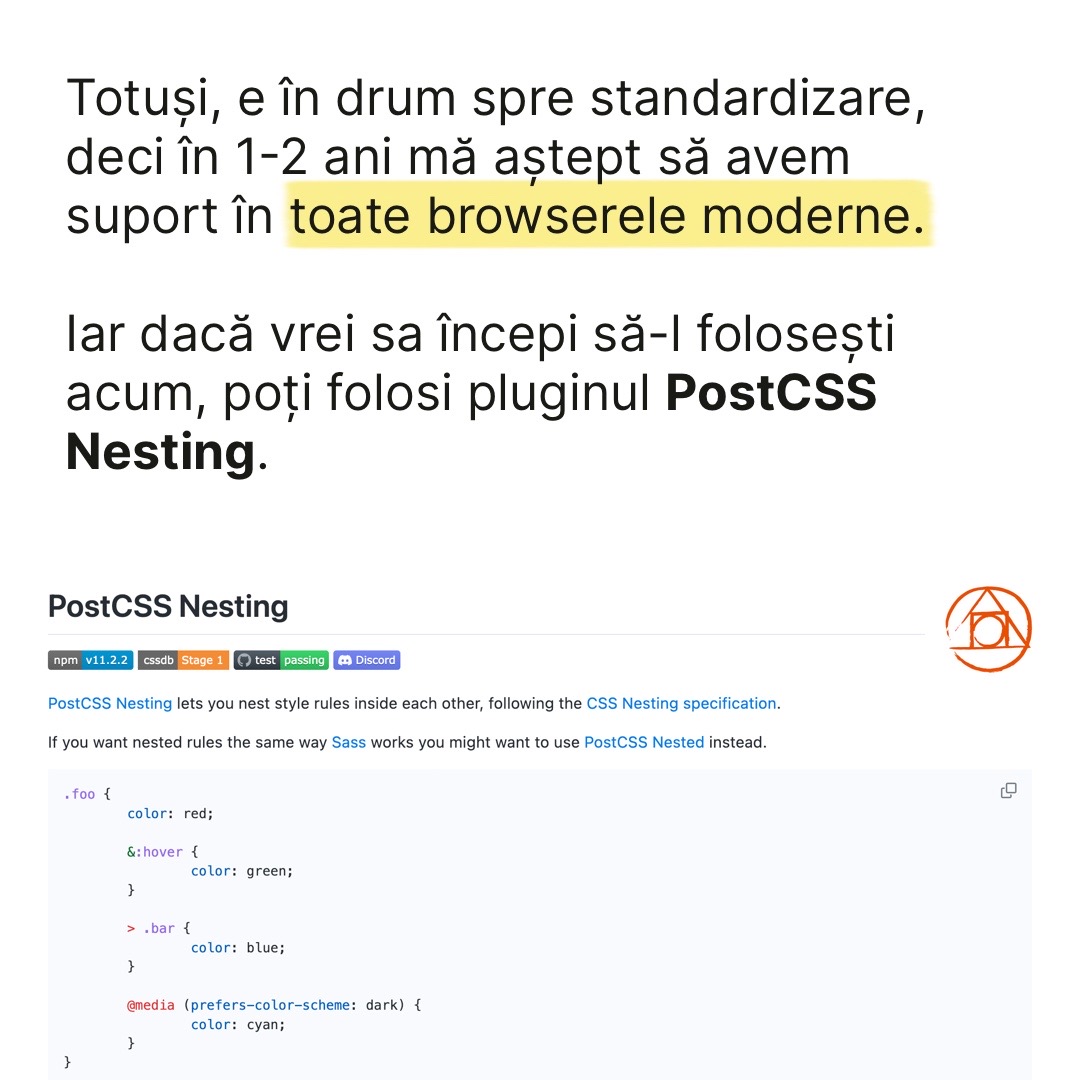 Totuși, e în drum spre standardizare,
deci în 1-2 ani mă aștept să avem
suport în toate browserele moderne.
Iar dacă vrei sa începi să-l folosești
acum, poți folosi pluginul PostCSS
Nesting.
PostCSS Nesting
npm v11.2.2 cssdb Stage 1 test passing Discord
PostCSS Nesting lets you nest style rules inside each other, following the CSS Nesting specification.
If you want nested rules the same way Sass works you might want to use PostCSS Nested instead.
.foo {
color: red;
&:hover {
color: green;
}
> .bar {
color: blue;
}
@media (prefers-color-scheme: dark) {
color: cyan;
}
}